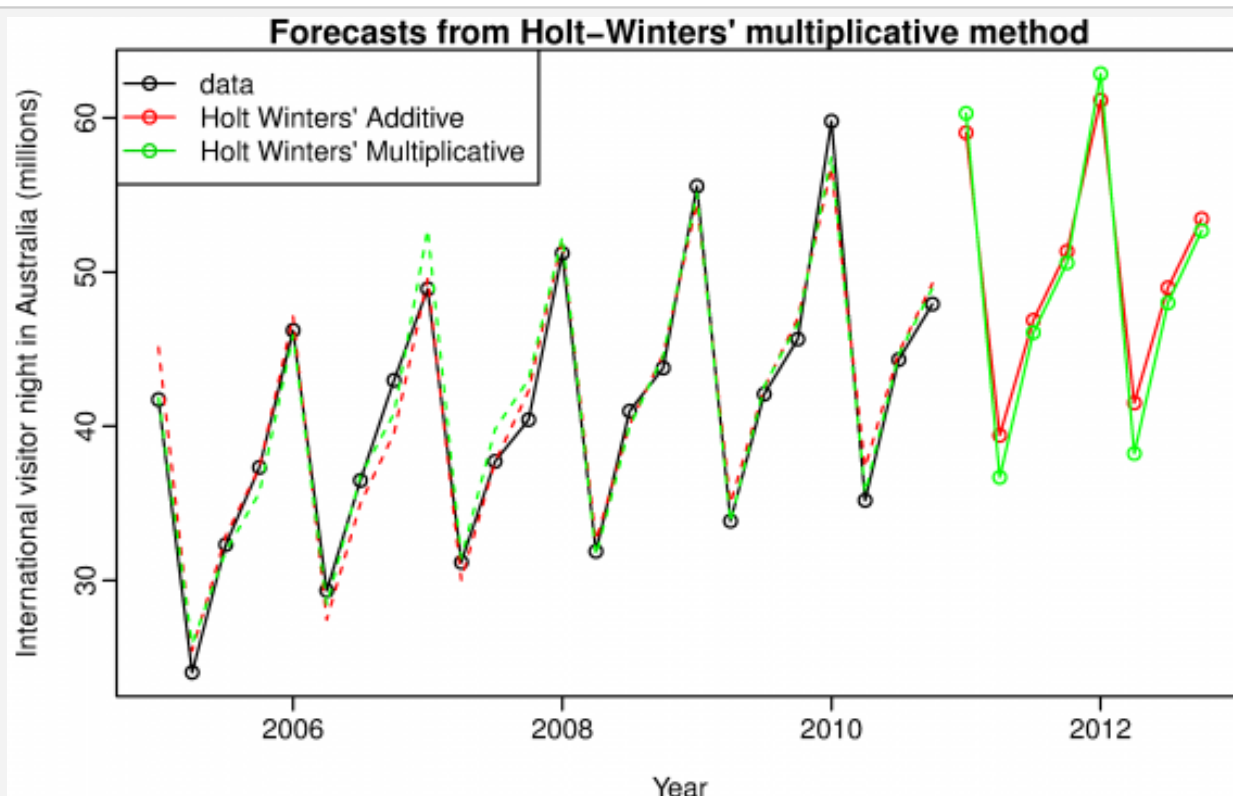 Forecasts from Holt–Winters' multiplicative method
data
Holt Winters' Additive
Holt Winters' Multiplicative
International visitor night in Australia (millions)
60
50
40
30
2006 2008 2010 2012
Year